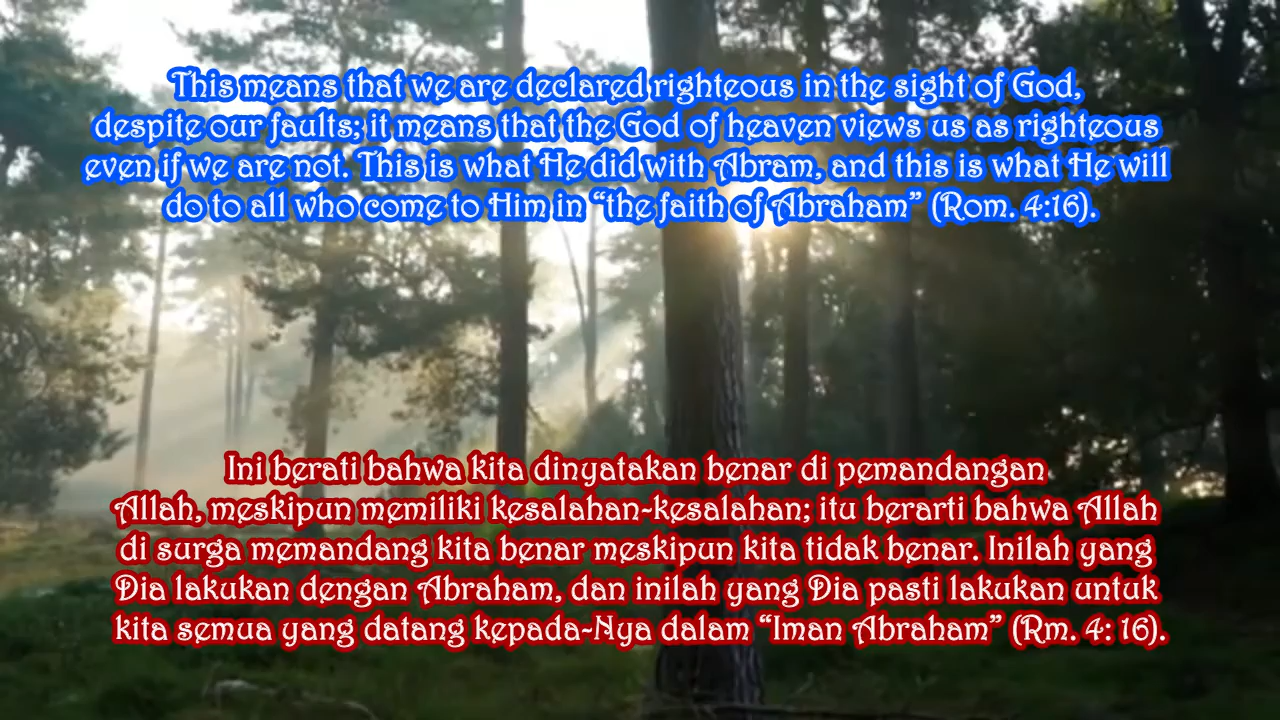 This means that we are declared righteous in the sight of God,
despite our faults; it means that the God of heaven views us as righteous
even if we are not. This is what He did with Abram, and this is what He will
do to all who come to Him in “the faith of Abraham” (Rom. 4:16).
Ini berati bahwa kita dinyatakan benar di pemandangan
Allah, meskipun memiliki kesalahan-kesalahan; itu berarti bahwa Allah
di surga memandang kita benar meskipun kita tidak benar. Inilah yang
Dia lakukan dengan Abraham, dan inilah yang Dia pasti lakukan untuk
kita semua yang datang kepada-Nya dalam “Iman Abraham” (Rm. 4: 16).